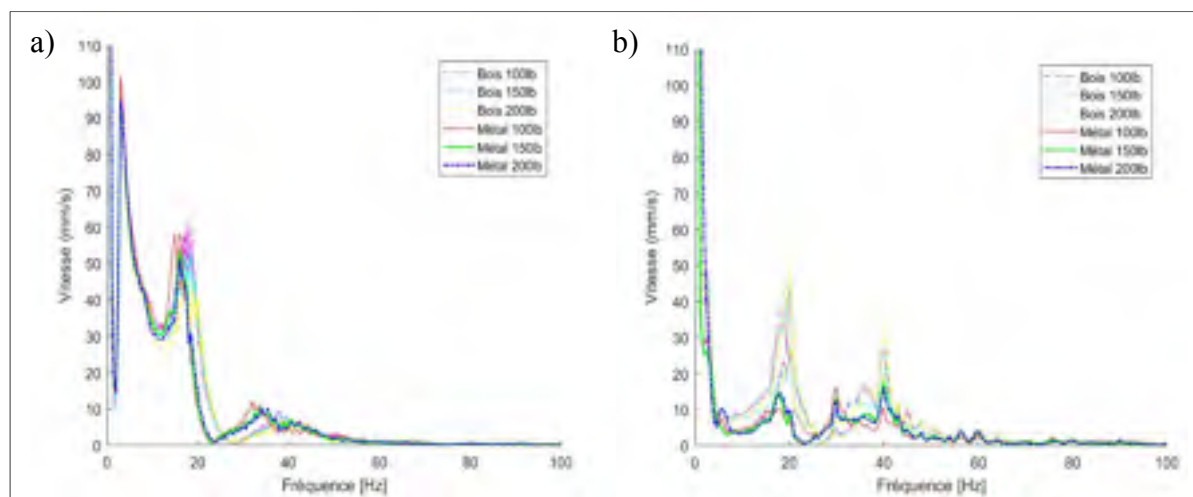 a)
110
100
90
80
70
60
50
40
30
20
10
0
Vitesse (mm/s)
Bois 100lb
Bois 150lb
Bois 200lb
Métal 100lb
Métal 150lb
Métal 200lb
0 20 40 60 80 100
Fréquence [Hz]
b)
110
100
90
80
70
60
50
40
30
20
10
0
Vitesse (mm/s)
Bois 100lb
Bois 150lb
Bois 200lb
Métal 100lb
Métal 150lb
Métal 200lb
0 20 40 60 80 100
Fréquence [Hz]